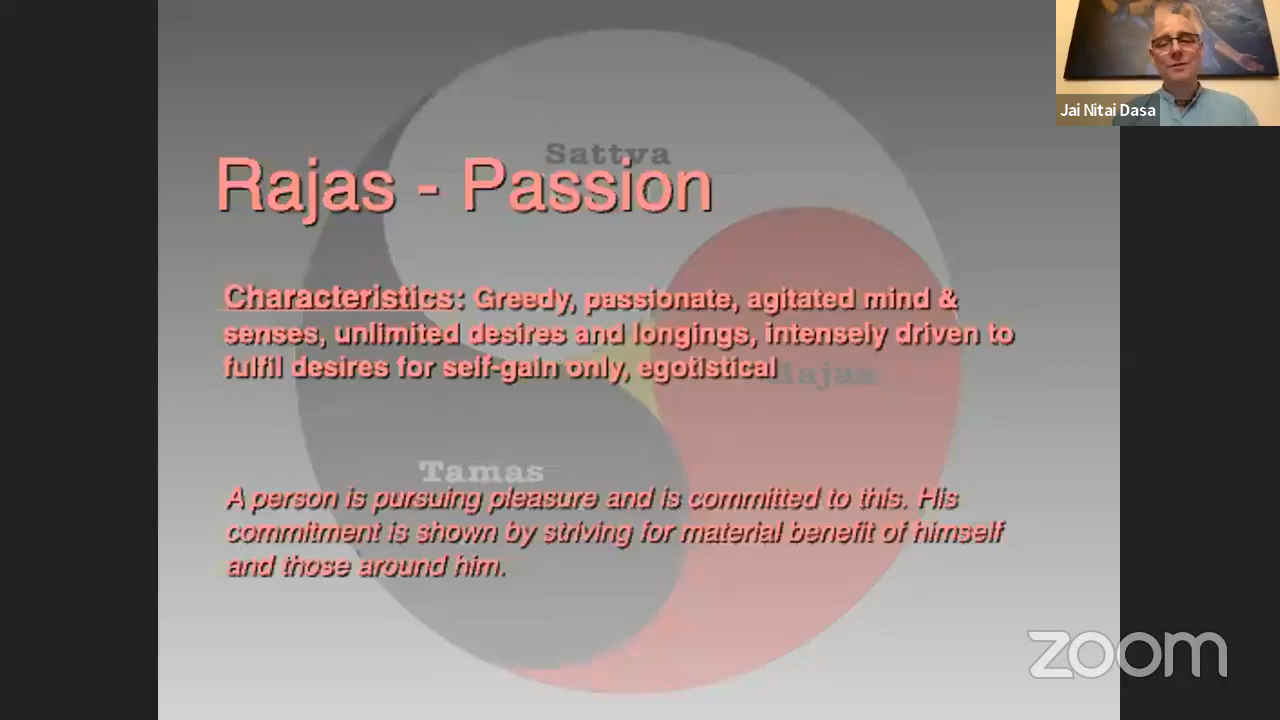 Jai Nitai Dasa
Sattva
Rajas - Passion
Characteristics: Greedy, passionate, agitated mind &
senses, unlimited desires and longings, intensely driven to
fulfil desires for self-gain only, egotistical
Rajas
Tamas
A person is pursuing pleasure and is committed to this. His
commitment is shown by striving for material benefit of himself
and those around him.
zoom